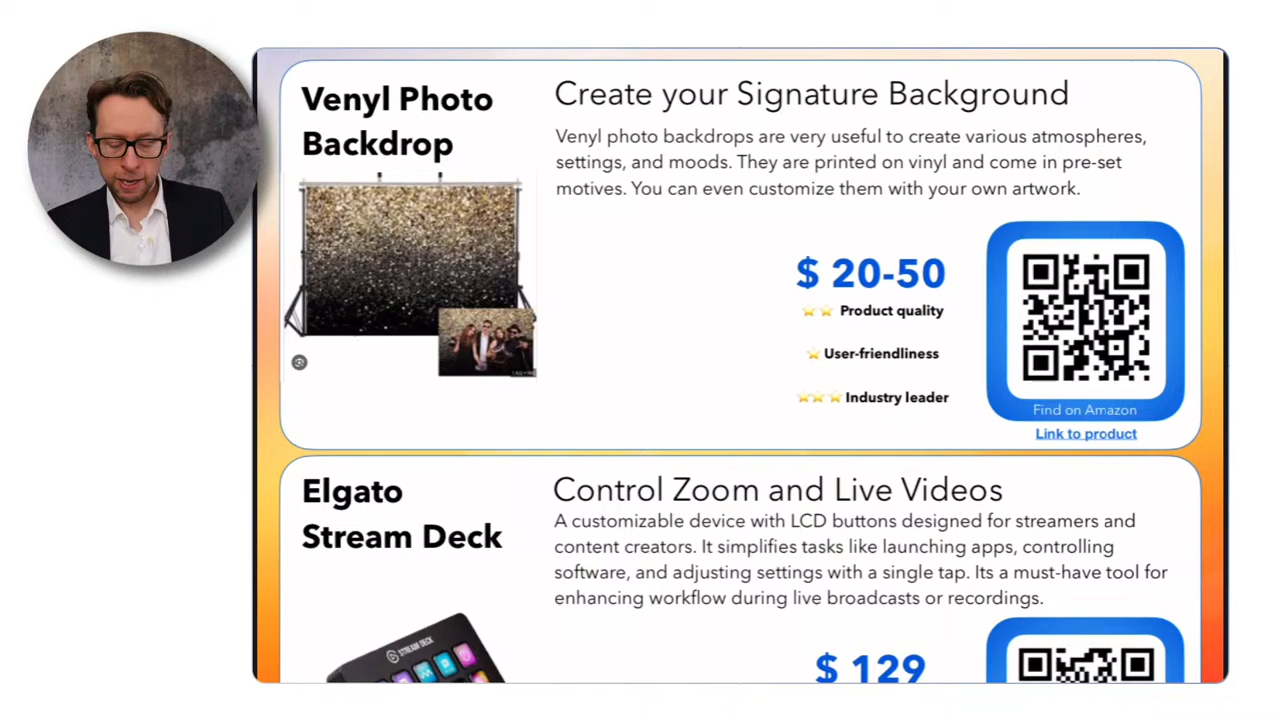 Venyl Photo
Backdrop
Create your Signature Background
Venyl photo backdrops are very useful to create various atmospheres,
settings, and moods. They are printed on vinyl and come in pre-set
motives. You can even customize them with your own artwork.
$ 20-50
Product quality
User-friendliness
Industry leader
Find on Amazon
Link to product
Elgato
Stream Deck
Control Zoom and Live Videos
A customizable device with LCD buttons designed for streamers and
content creators. It simplifies tasks like launching apps, controlling
software, and adjusting settings with a single tap. Its a must-have tool for
enhancing workflow during live broadcasts or recordings.
STREAM DECK
$ 129